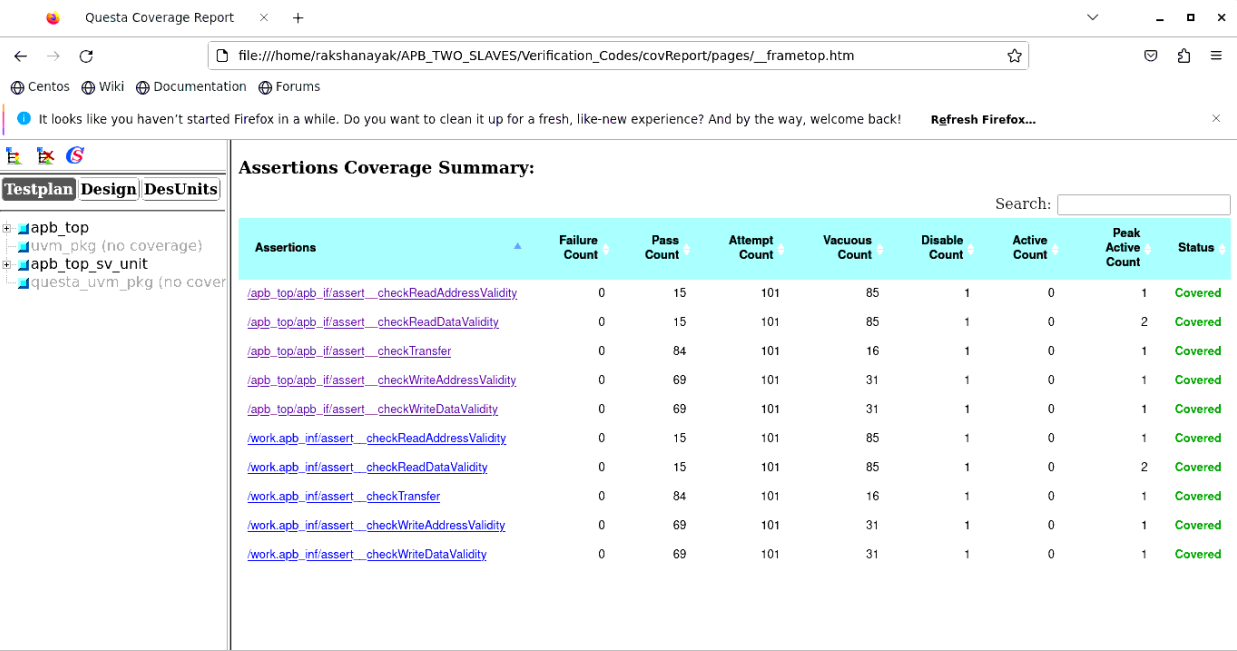 Questa Coverage Report
file:///home/rakshanayak/APB_TWO_SLAVES/Verification_Codes/covReport/pages/__frametop.htm
Centos Wiki Documentation Forums
It looks like you haven't started Firefox in a while. Do you want to clean it up for a fresh, like-new experience? And by the way, welcome back! Refresh Firefox...
Testplan Design DesUnits
apb_top
uvm_pkg (no coverage)
apb_top_sv_unit
questa_uvm_pkg (no cover
Assertions Coverage Summary:
Search:
Assertions Failure Count Pass Count Attempt Count Vacuous Count Disable Count Active Count Peak Active Count Status
/apb_top/apb_if/assert__checkReadAddressValidity 0 15 101 85 1 0 1 Covered
/apb_top/apb_if/assert__checkReadDataValidity 0 15 101 85 1 0 2 Covered
/apb_top/apb_if/assert__checkTransfer 0 84 101 16 1 0 1 Covered
/apb_top/apb_if/assert__checkWriteAddressValidity 0 69 101 31 1 0 1 Covered
/apb_top/apb_if/assert__checkWriteDataValidity 0 69 101 31 1 0 1 Covered
/work.apb_inf/assert__checkReadAddressValidity 0 15 101 85 1 0 1 Covered
/work.apb_inf/assert__checkReadDataValidity 0 15 101 85 1 0 2 Covered
/work.apb_inf/assert__checkTransfer 0 84 101 16 1 0 1 Covered
/work.apb_inf/assert__checkWriteAddressValidity 0 69 101 31 1 0 1 Covered
/work.apb_inf/assert__checkWriteDataValidity 0 69 101 31 1 0 1 Covered